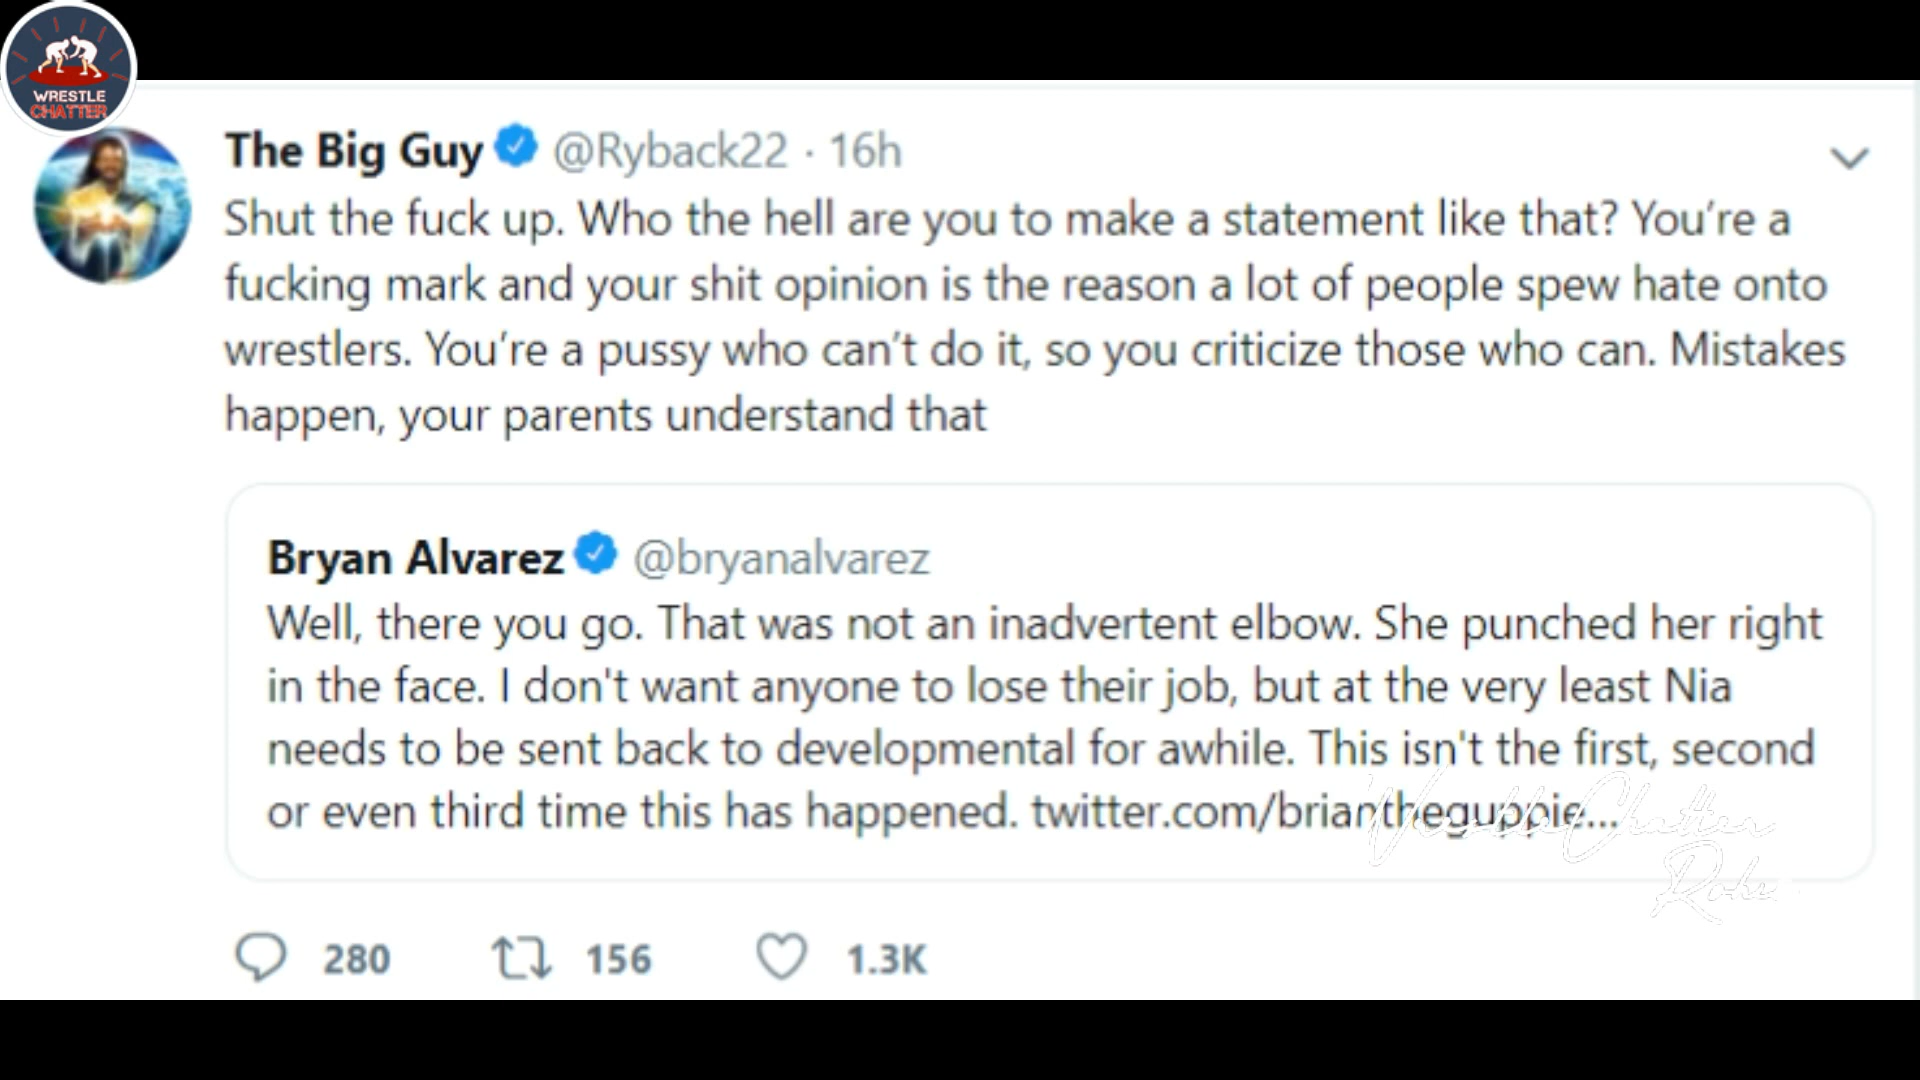 WRESTLE
CHATTER
The Big Guy @Ryback22 · 16h
Shut the fuck up. Who the hell are you to make a statement like that? You’re a
fucking mark and your shit opinion is the reason a lot of people spew hate onto
wrestlers. You’re a pussy who can’t do it, so you criticize those who can. Mistakes
happen, your parents understand that
Bryan Alvarez @bryanalvarez
Well, there you go. That was not an inadvertent elbow. She punched her right
in the face. I don't want anyone to lose their job, but at the very least Nia
needs to be sent back to developmental for awhile. This isn't the first, second
or even third time this has happened. twitter.com/briantheguppie...
WrestleChatter
280 156 1.3K